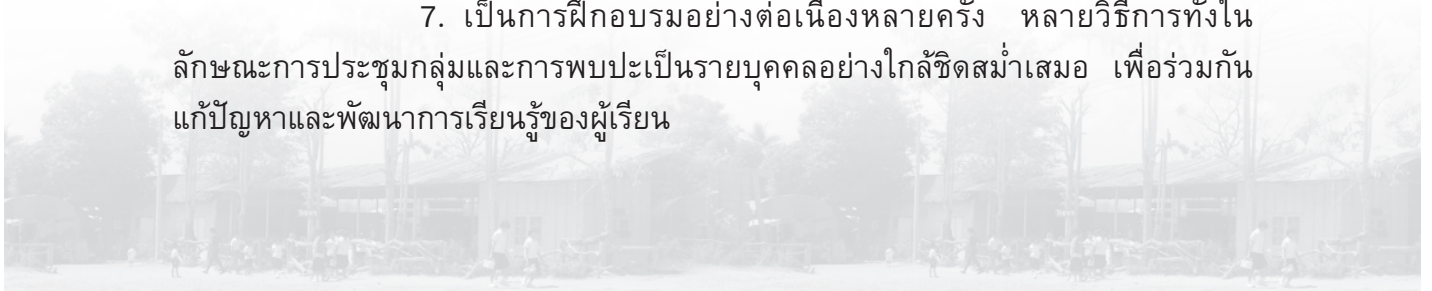 7. เป็นการฝึกอบรมอย่างต่อเนื่องหลายครั้ง หลายวิธีการทั้งใน
ลักษณะการประชุมกลุ่มและการพบปะเป็นรายบุคคลอย่างใกล้ชิดสม่ำเสมอ เพื่อร่วมกัน
แก้ปัญหาและพัฒนาการเรียนรู้ของผู้เรียน